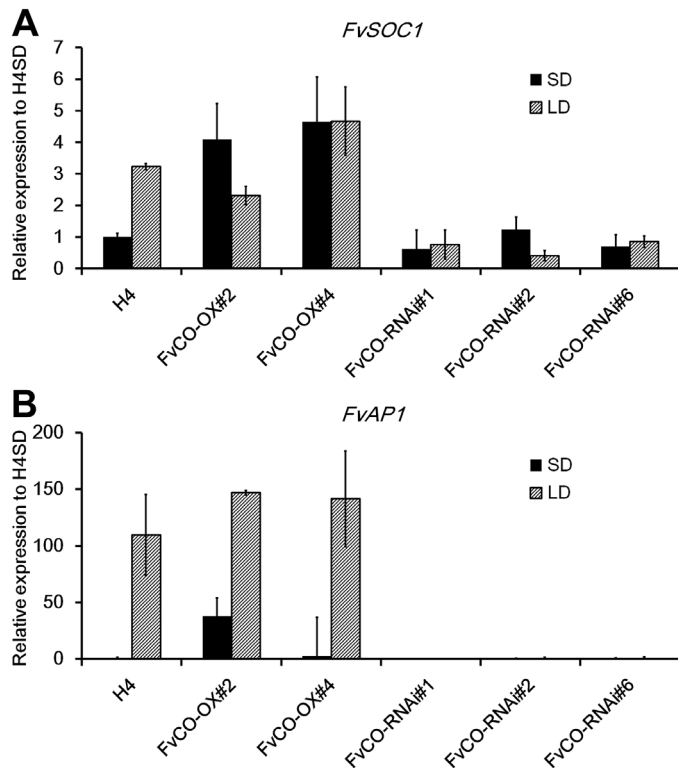 A
FvSOC1
Relative expression to H4SD
7
6
5
4
3
2
1
0
SD
LD
H4
FvCO-OX#2
FvCO-OX#4
FvCO-RNAi#1
FvCO-RNAi#2
FvCO-RNAi#6
B
FvAP1
Relative expression to H4SD
200
150
100
50
0
SD
LD
H4
FvCO-OX#2
FvCO-OX#4
FvCO-RNAi#1
FvCO-RNAi#2
FvCO-RNAi#6